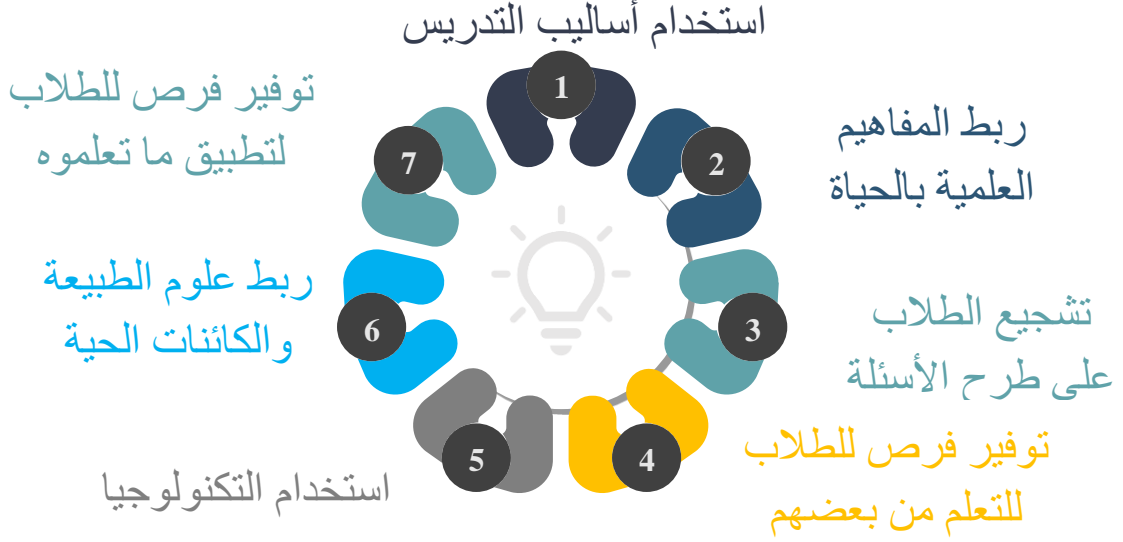 استخدام أساليب التدريس
1
ربط المفاهيم
العلمية بالحياة
2
تشجيع الطلاب
على طرح الأسئلة
3
توفير فرص للطلاب
للتعلم من بعضهم
4
استخدام التكنولوجيا
5
ربط علوم الطبيعة
والكائنات الحية
6
توفير فرص للطلاب
لتطبيق ما تعلموه
7